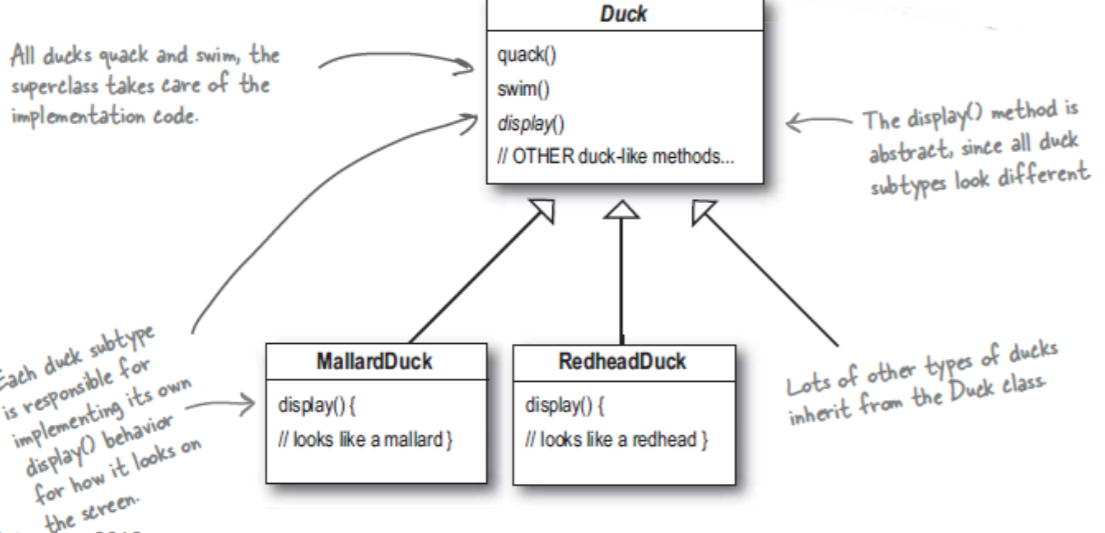 Duck
quack()
swim()
display()
// OTHER duck-like methods...
All ducks quack and swim, the
superclass takes care of the
implementation code.
The display() method is
abstract, since all duck
subtypes look different
Each duck subtype
is responsible for
implementing its own
display() behavior
for how it looks on
the screen.
MallardDuck
display() {
// looks like a mallard }
RedheadDuck
display() {
// looks like a redhead }
Lots of other types of ducks
inherit from the Duck class.